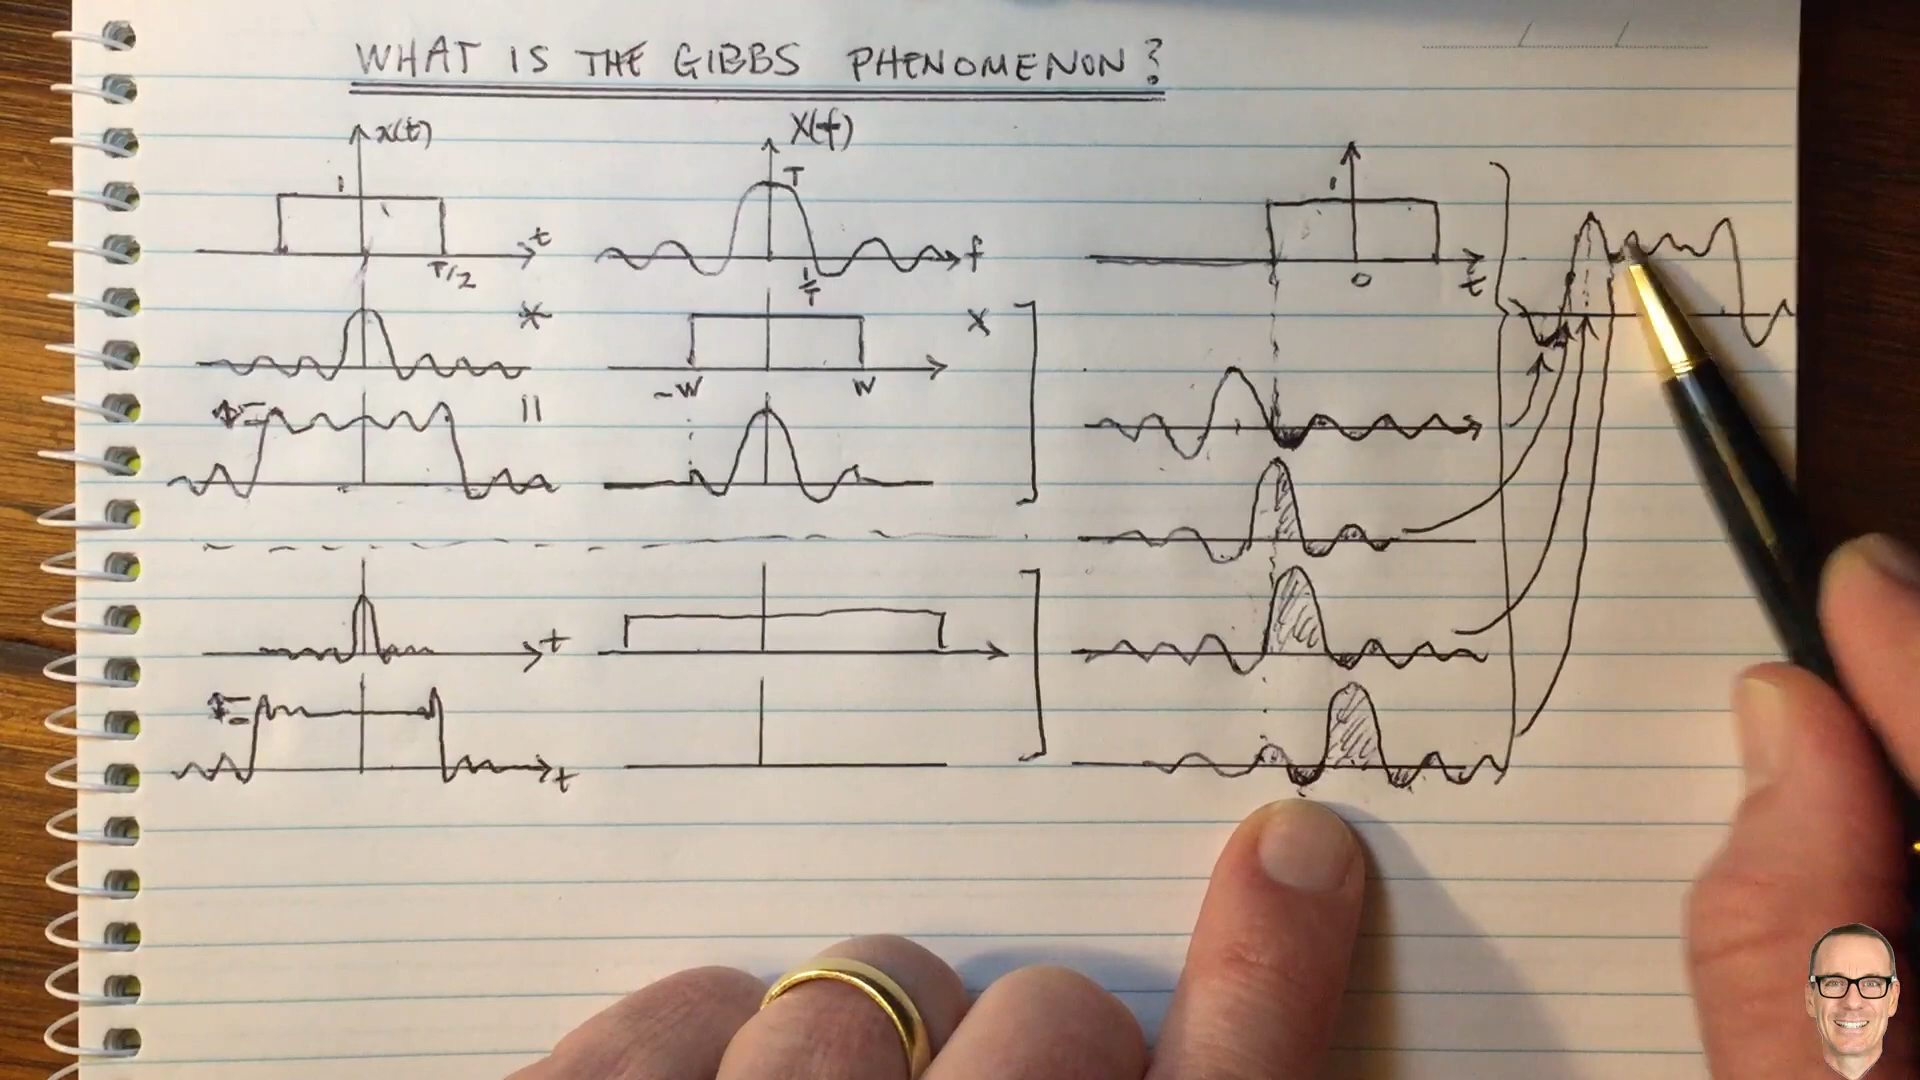 WHAT IS THE GIBBS PHENOMENON?
x(t)
X(f)
1
T
1
t
T/2
f
1/T
0
t
*
-W
W
X
=
t
t